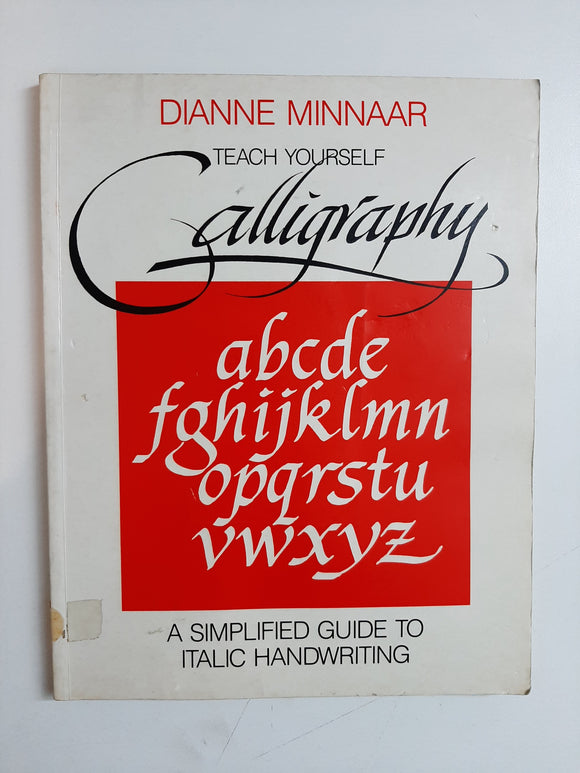 DIANNE MINNAAR
TEACH YOURSELF
Calligraphy
abcde
fghijklmn
opqrstu
vwxyz
A SIMPLIFIED GUIDE TO
ITALIC HANDWRITING